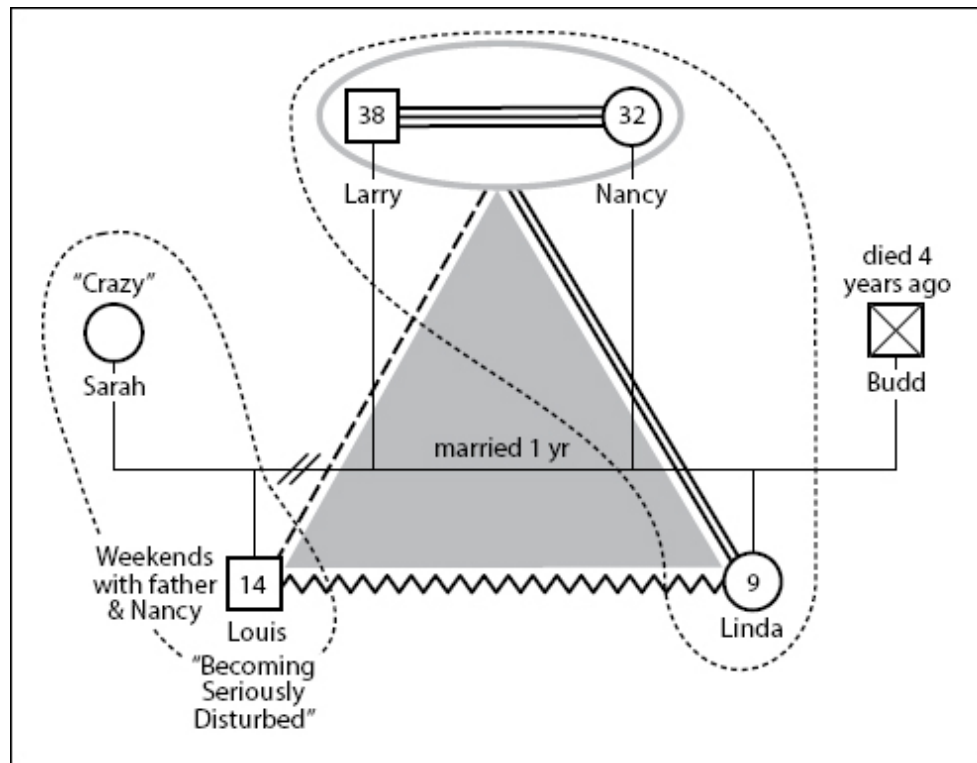 38
32
Larry
Nancy
"Crazy"
Sarah
died 4
years ago
Budd
married 1 yr
Weekends
with father
& Nancy
14
Louis
"Becoming
Seriously
Disturbed"
9
Linda